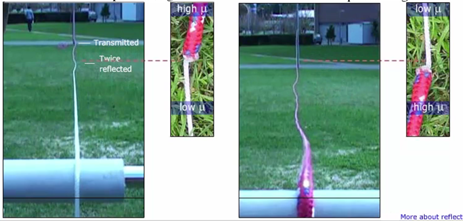 high μ
Transmitted
Twice
reflected
low μ
low μ
high μ
More about reflect